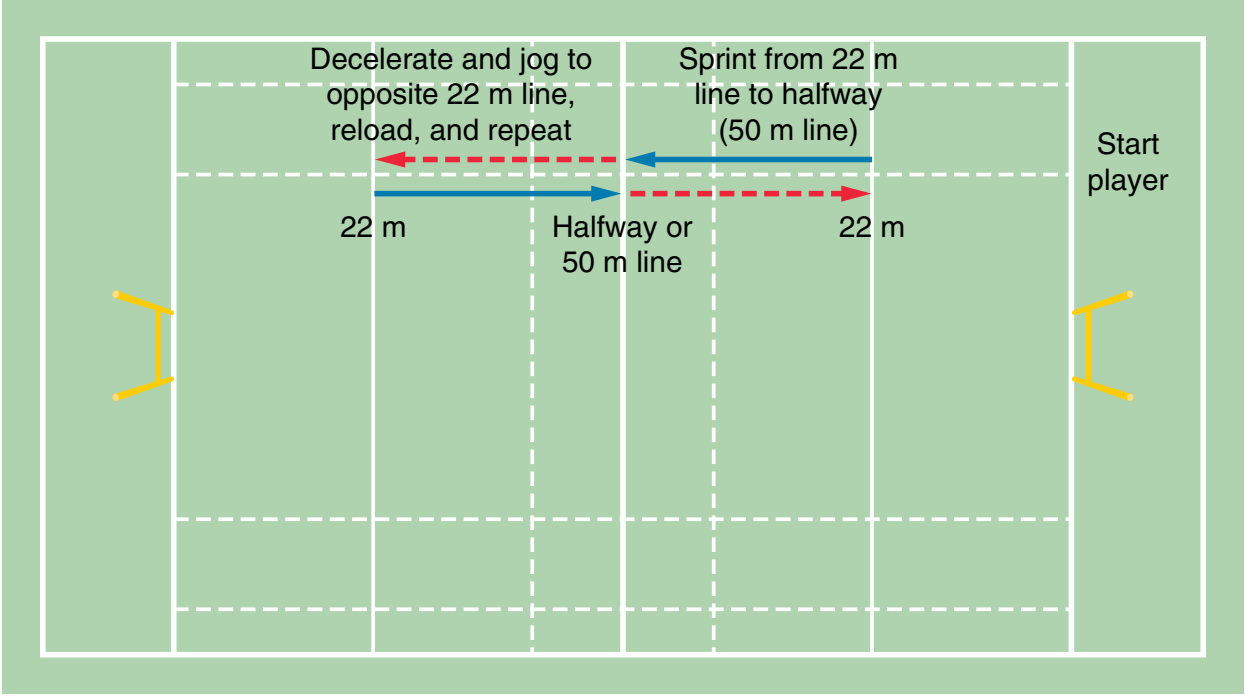 Decelerate and jog to
opposite 22 m line,
reload, and repeat
Sprint from 22 m
line to halfway
(50 m line)
Start
player
22 m
Halfway or
50 m line
22 m